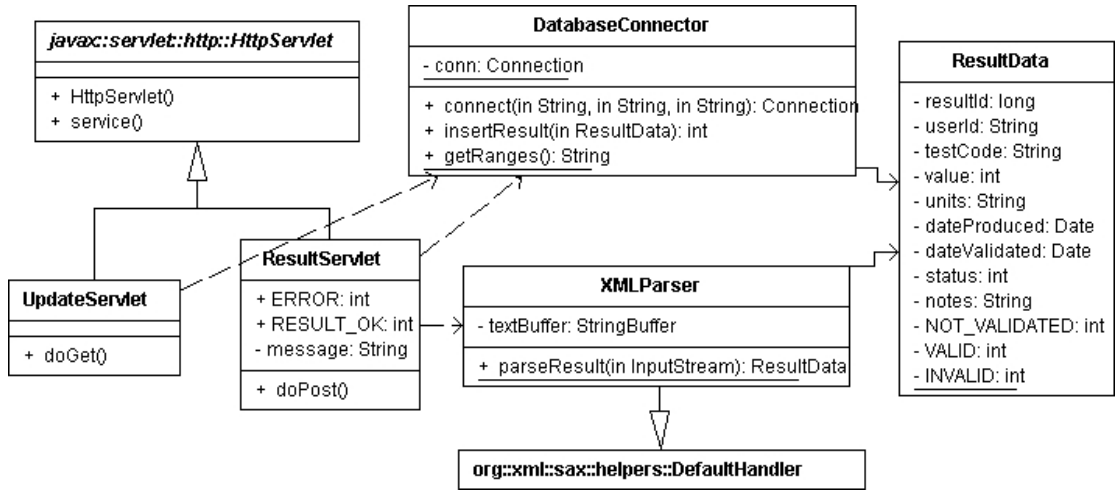 javax::servlet::http::HttpServlet
+ HttpServlet()
+ service()
DatabaseConnector
- conn: Connection
+ connect(in String, in String, in String): Connection
+ insertResult(in ResultData): int
+ getRanges(): String
ResultData
- resultId: long
- userId: String
- testCode: String
- value: int
- units: String
- dateProduced: Date
- dateValidated: Date
- status: int
- notes: String
- NOT_VALIDATED: int
- VALID: int
- INVALID: int
UpdateServlet
+ doGet()
ResultServlet
+ ERROR: int
+ RESULT_OK: int
- message: String
+ doPost()
XMLParser
- textBuffer: StringBuffer
+ parseResult(in InputStream): ResultData
org::xml::sax::helpers::DefaultHandler